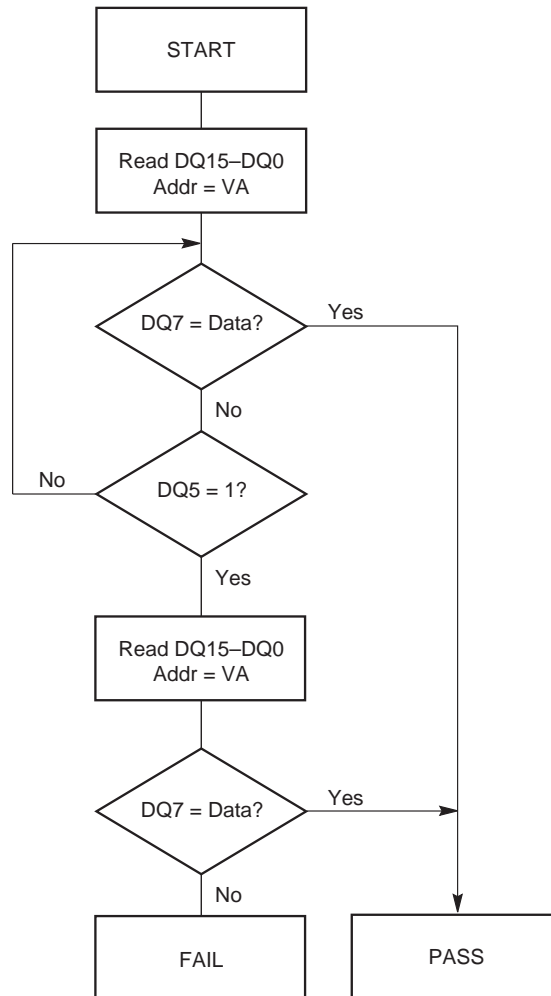 START
Read DQ15–DQ0
Addr = VA
DQ7 = Data?
Yes
No
No
DQ5 = 1?
Yes
Read DQ15–DQ0
Addr = VA
DQ7 = Data?
Yes
No
FAIL
PASS